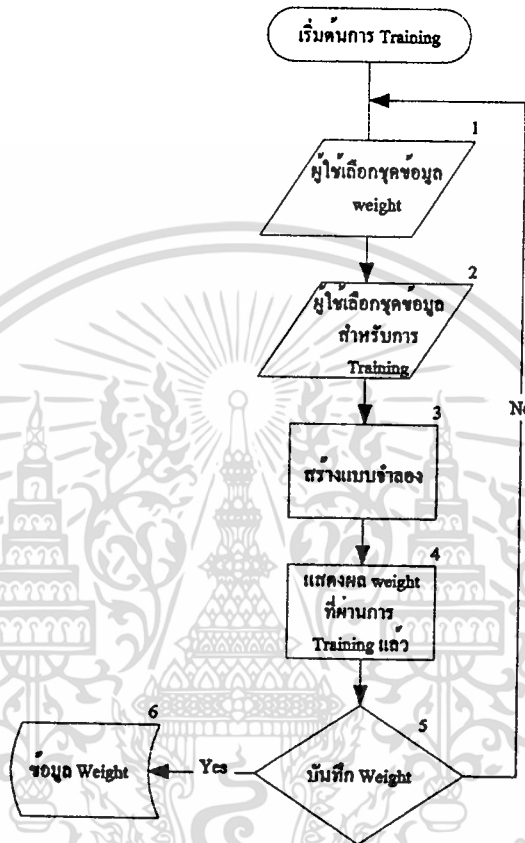 เริ่มต้นการ Training
1
ผู้ใช้เลือกชุดข้อมูล
weight
2
ผู้ใช้เลือกชุดข้อมูล
สำหรับการ
Training
No
3
สร้างแบบจำลอง
4
แสดงผล weight
ที่ผ่านการ
Training แล้ว
6
5
ข้อมูล Weight
Yes
บันทึก Weight